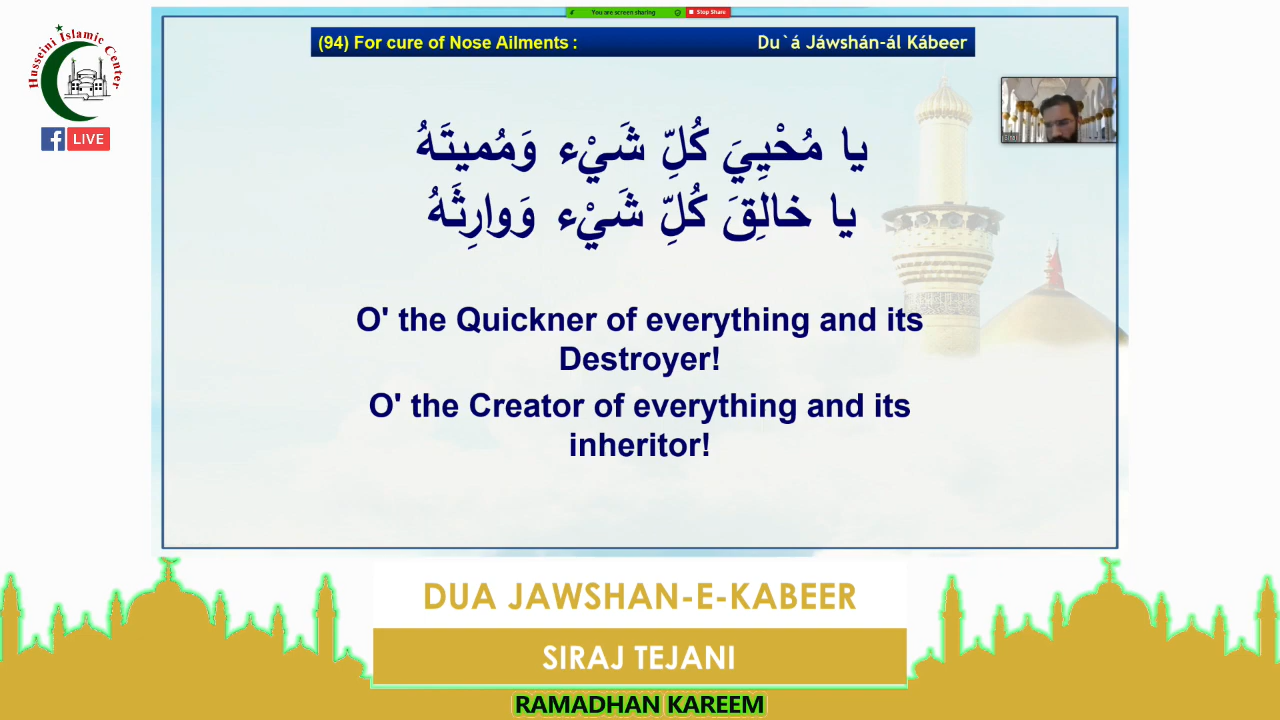 You are screen sharing
Stop Share
Husseini Islamic Center
LIVE
(94) For cure of Nose Ailments :
Du`á Jáwshán-ál Kábeer
يا مُحْيِيَ كُلِّ شَيْء وَمُميتَهُ
يا خالِقَ كُلِّ شَيْء وَوارِثَهُ
O' the Quickner of everything and its
Destroyer!
O' the Creator of everything and its
inheritor!
DUA JAWSHAN-E-KABEER
SIRAJ TEJANI
RAMADHAN KAREEM